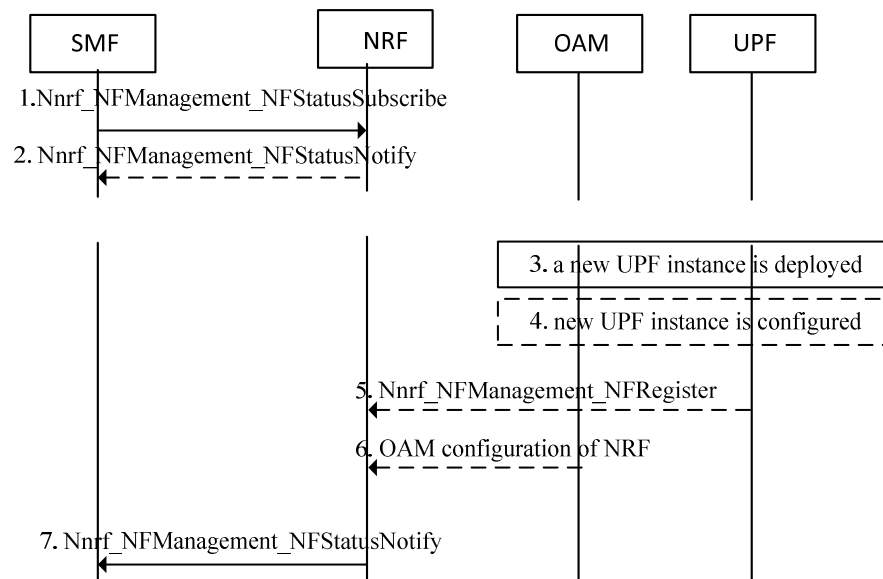 SMF
NRF
OAM
UPF
1.Nnrf_NFManagement_NFStatusSubscribe
2. Nnrf_NFManagement_NFStatusNotify
3. a new UPF instance is deployed
4. new UPF instance is configured
5. Nnrf_NFManagement_NFRegister
6. OAM configuration of NRF
7. Nnrf_NFManagement_NFStatusNotify